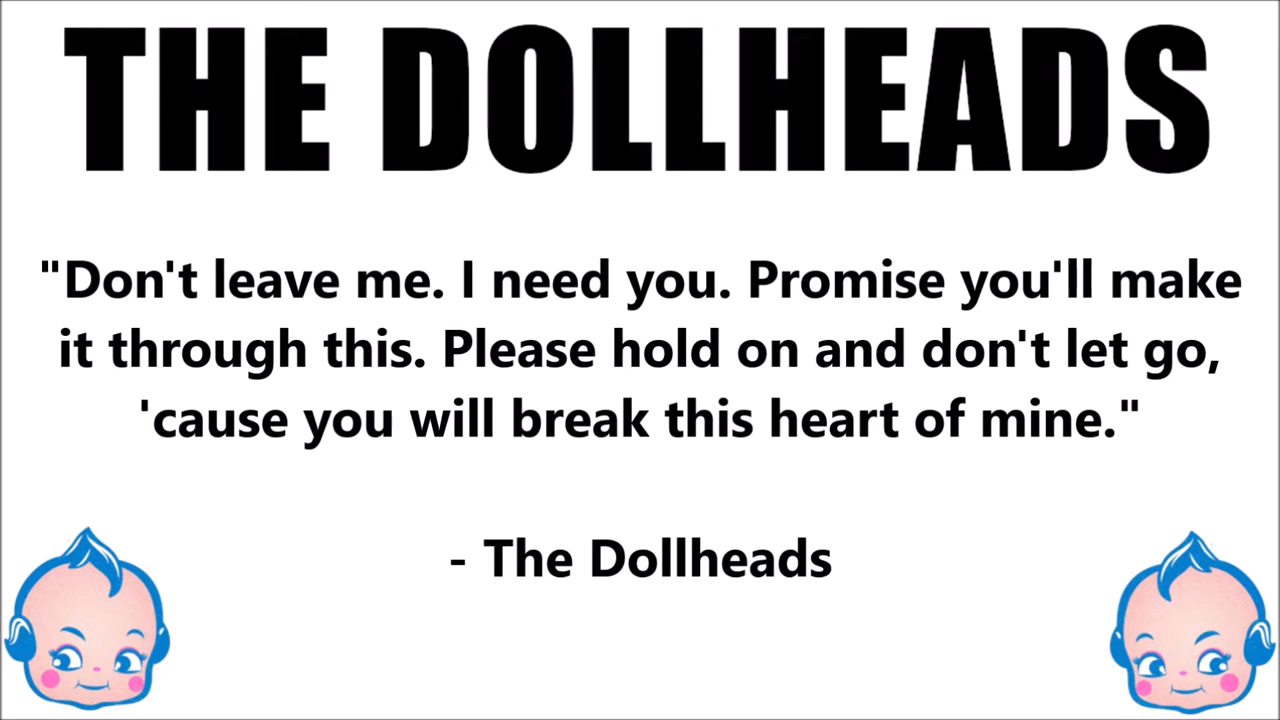 THE DOLLHEADS
"Don't leave me. I need you. Promise you'll make
it through this. Please hold on and don't let go,
'cause you will break this heart of mine."
- The Dollheads